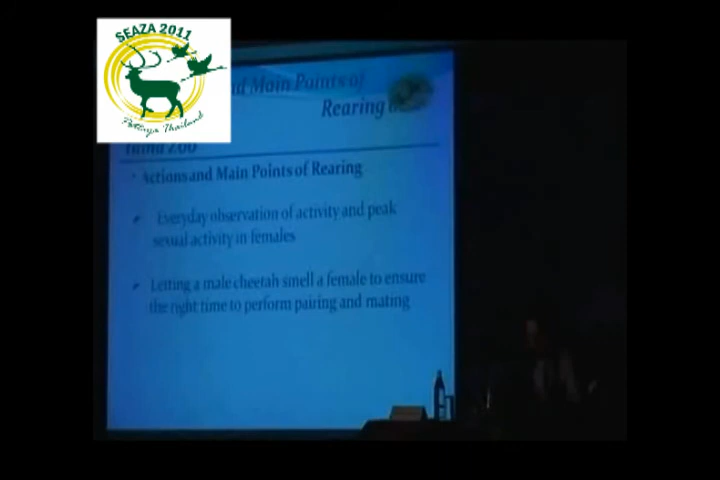 SEAZA 2011
Pattaya Thailand
nd Main Points of
Rearing
Actions and Main Points of Rearing
Everyday observation of activity and peak
sexual activity in females
Letting a male cheetah smell a female to ensure
the right time to perform pairing and mating